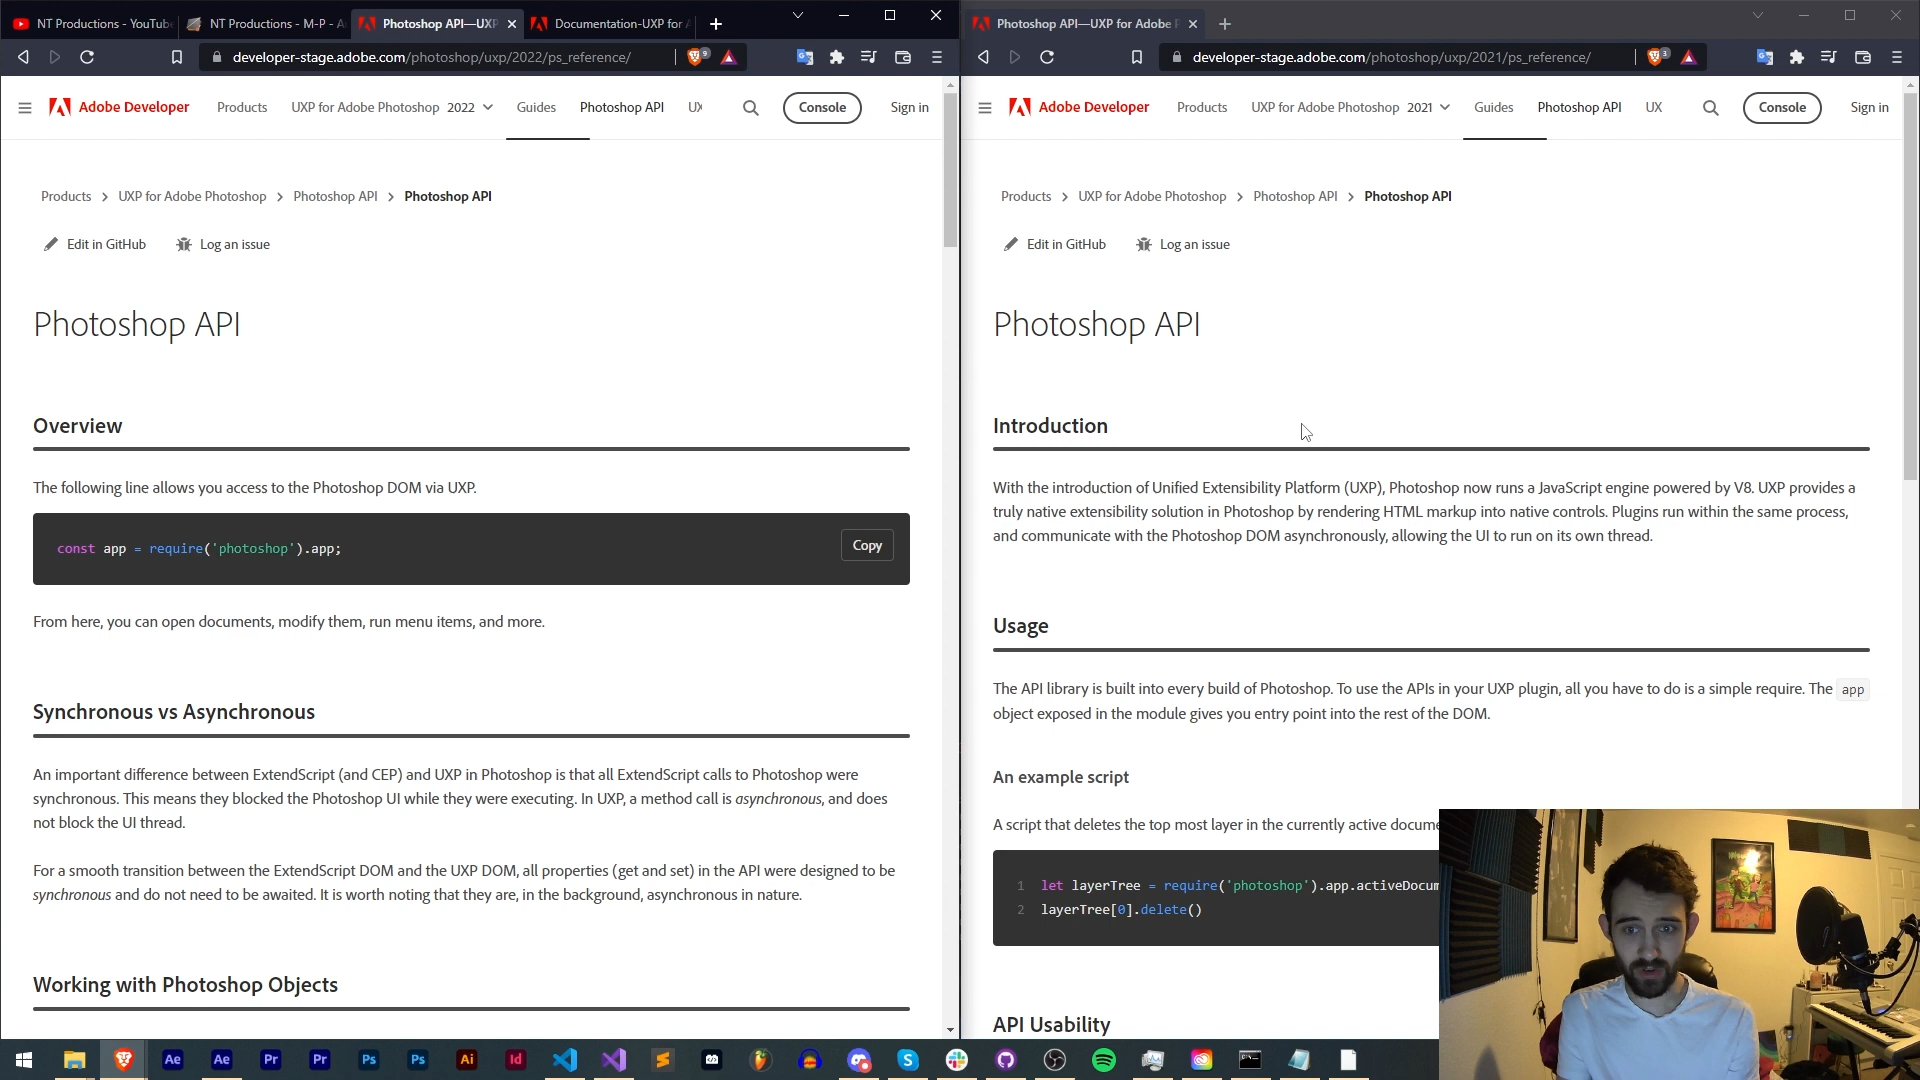 NT Productions - YouTube
NT Productions - M-P - A
Photoshop API—UXP
Documentation-UXP for A
developer-stage.adobe.com/photoshop/uxp/2022/ps_reference/
9
Adobe Developer
Products
UXP for Adobe Photoshop 2022
Guides
Photoshop API
UX
Console
Sign in
Products > UXP for Adobe Photoshop > Photoshop API > Photoshop API
Edit in GitHub
Log an issue
Photoshop API
Overview
The following line allows you access to the Photoshop DOM via UXP.
const app = require('photoshop').app;
Copy
From here, you can open documents, modify them, run menu items, and more.
Synchronous vs Asynchronous
An important difference between ExtendScript (and CEP) and UXP in Photoshop is that all ExtendScript calls to Photoshop were
synchronous. This means they blocked the Photoshop UI while they were executing. In UXP, a method call is asynchronous, and does
not block the UI thread.
For a smooth transition between the ExtendScript DOM and the UXP DOM, all properties (get and set) in the API were designed to be
synchronous and do not need to be awaited. It is worth noting that they are, in the background, asynchronous in nature.
Working with Photoshop Objects
Photoshop API—UXP for Adobe P
developer-stage.adobe.com/photoshop/uxp/2021/ps_reference/
3
Adobe Developer
Products
UXP for Adobe Photoshop 2021
Guides
Photoshop API
UX
Console
Sign in
Products > UXP for Adobe Photoshop > Photoshop API > Photoshop API
Edit in GitHub
Log an issue
Photoshop API
Introduction
With the introduction of Unified Extensibility Platform (UXP), Photoshop now runs a JavaScript engine powered by V8. UXP provides a
truly native extensibility solution in Photoshop by rendering HTML markup into native controls. Plugins run within the same process,
and communicate with the Photoshop DOM asynchronously, allowing the UI to run on its own thread.
Usage
The API library is built into every build of Photoshop. To use the APIs in your UXP plugin, all you have to do is a simple require. The app
object exposed in the module gives you entry point into the rest of the DOM.
An example script
A script that deletes the top most layer in the currently active docume
1 let layerTree = require('photoshop').app.activeDocum
2 layerTree[0].delete()
API Usability
Ae
Ae
Pr
Pr
Ps
Ps
Ai
Id
S